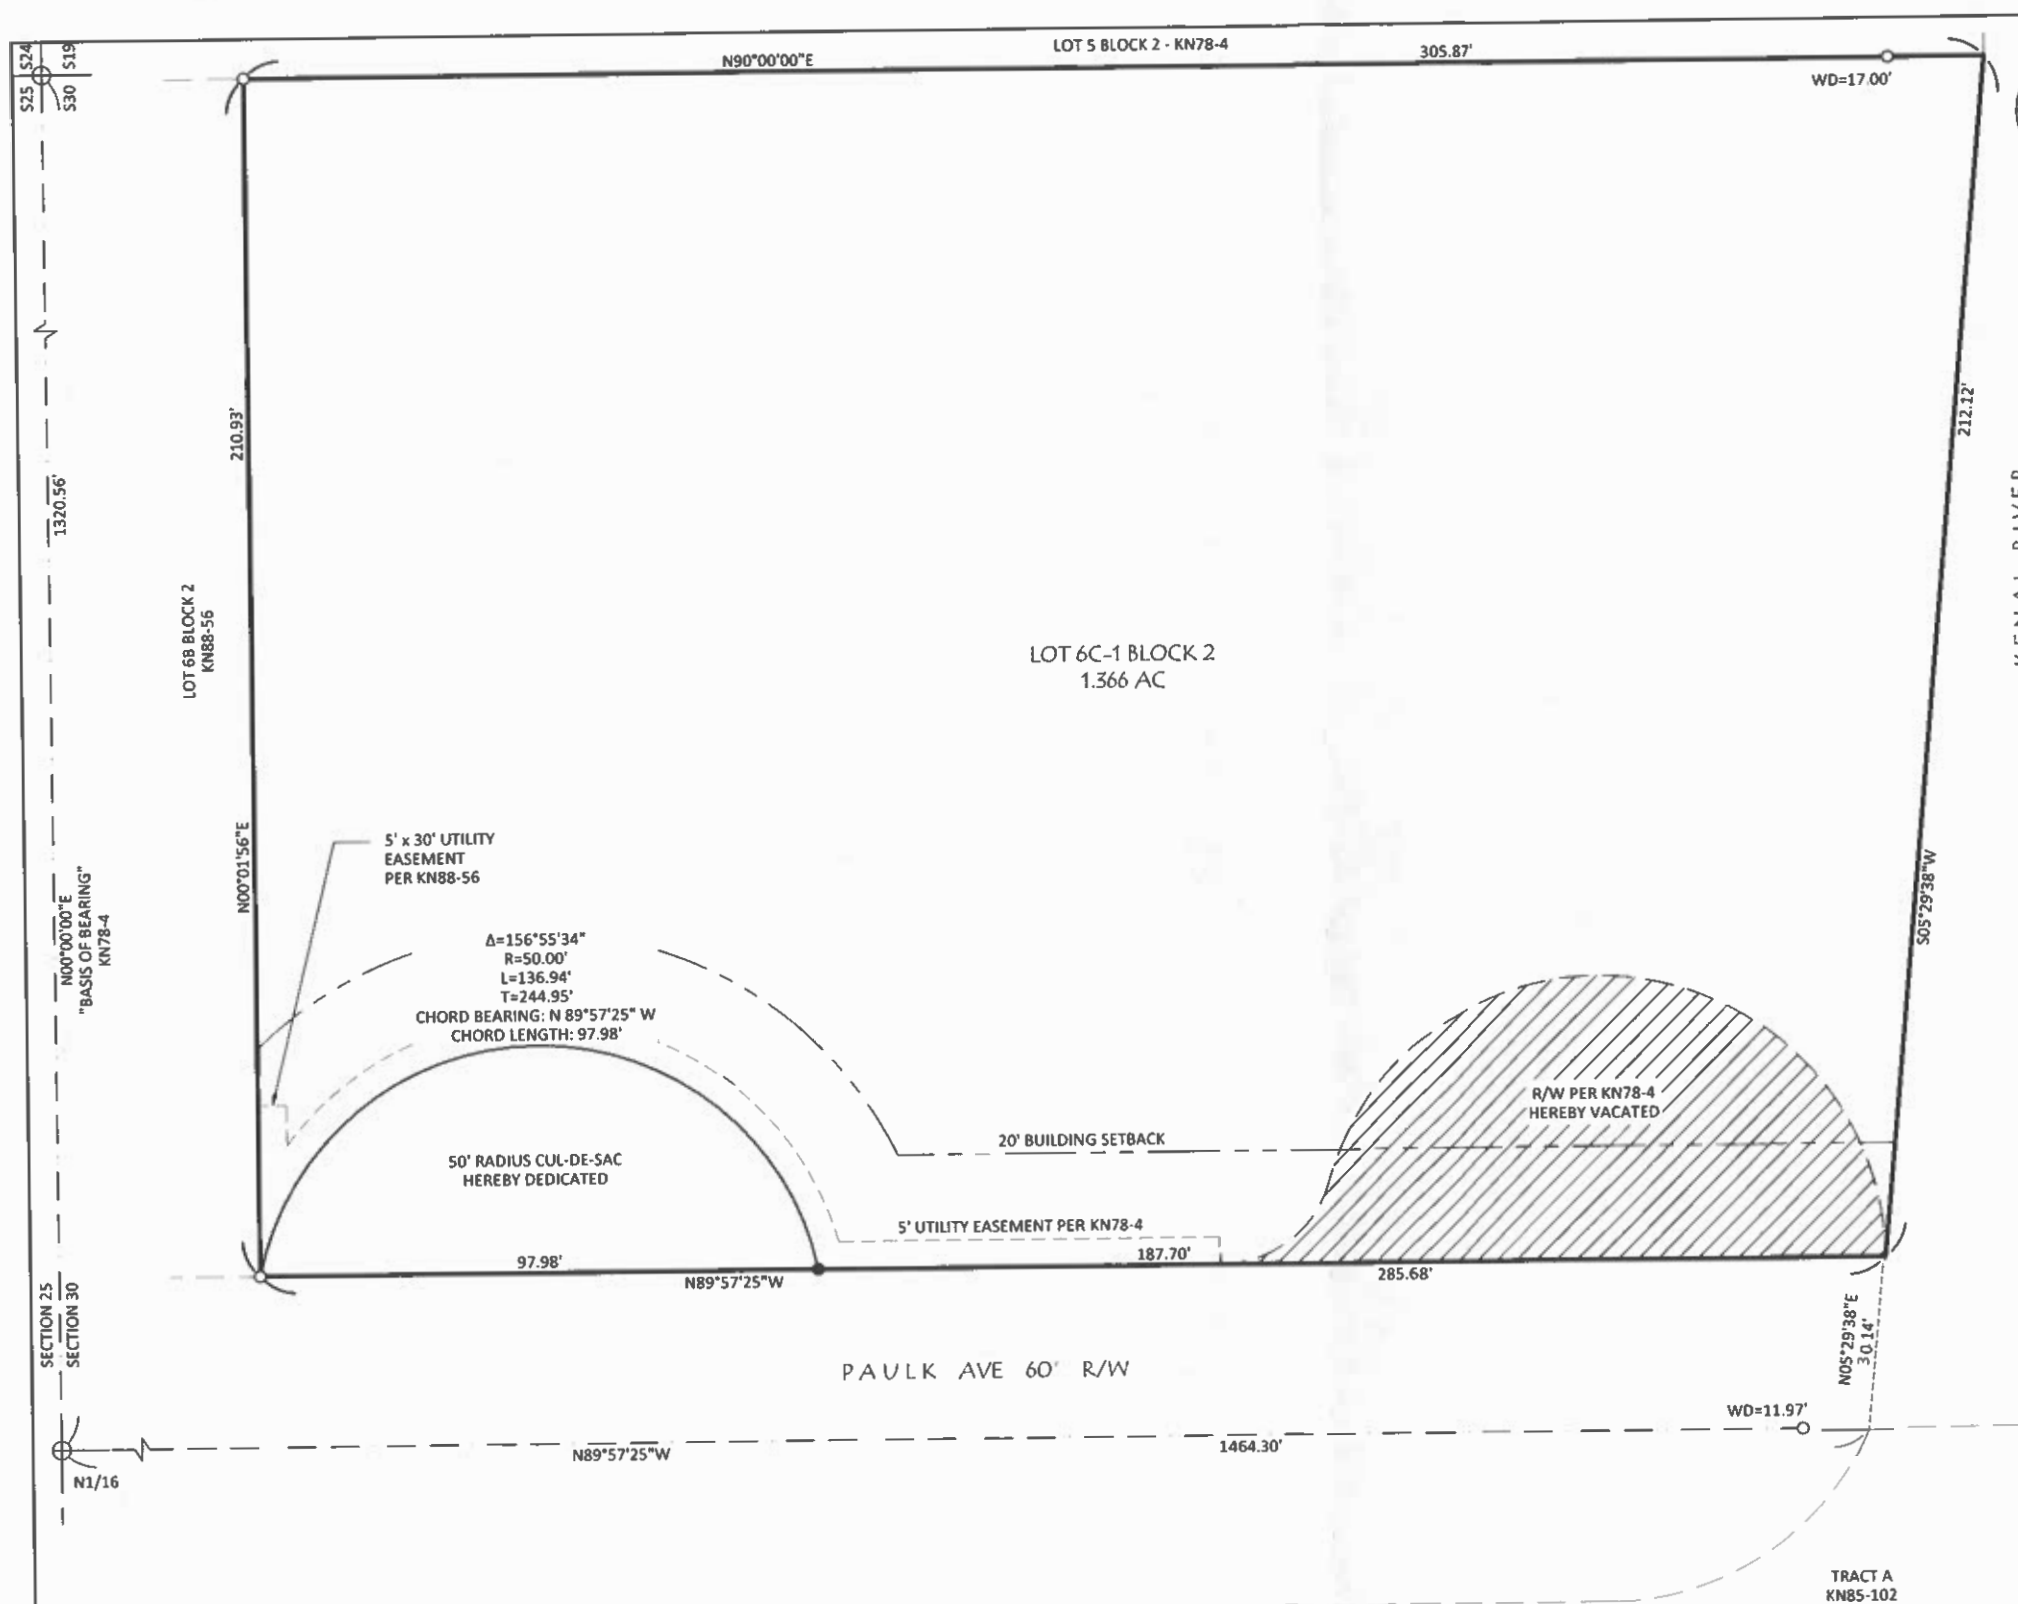 S24
S19
S25
S30
LOT 5 BLOCK 2 - KN78-4
N90°00'00"E
305.87'
WD=17.00'
210.93'
212.12'
1320.56'
LOT 6B BLOCK 2
KN88-56
LOT 6C-1 BLOCK 2
1.366 AC
5' x 30' UTILITY
EASEMENT
PER KN88-56
N00°01'56"E
S05°29'38"W
N00°00'00"E
"BASIS OF BEARING"
KN78-4
Δ=156°55'34"
R=50.00'
L=136.94'
T=244.95'
CHORD BEARING: N 89°57'25" W
CHORD LENGTH: 97.98'
R/W PER KN78-4
HEREBY VACATED
20' BUILDING SETBACK
50' RADIUS CUL-DE-SAC
HEREBY DEDICATED
5' UTILITY EASEMENT PER KN78-4
187.70'
97.98'
N89°57'25"W
285.68'
SECTION 25
SECTION 30
N05°29'38"E
30.14'
PAULK AVE 60' R/W
WD=11.97'
N89°57'25"W
1464.30'
N1/16
TRACT A
KN85-102